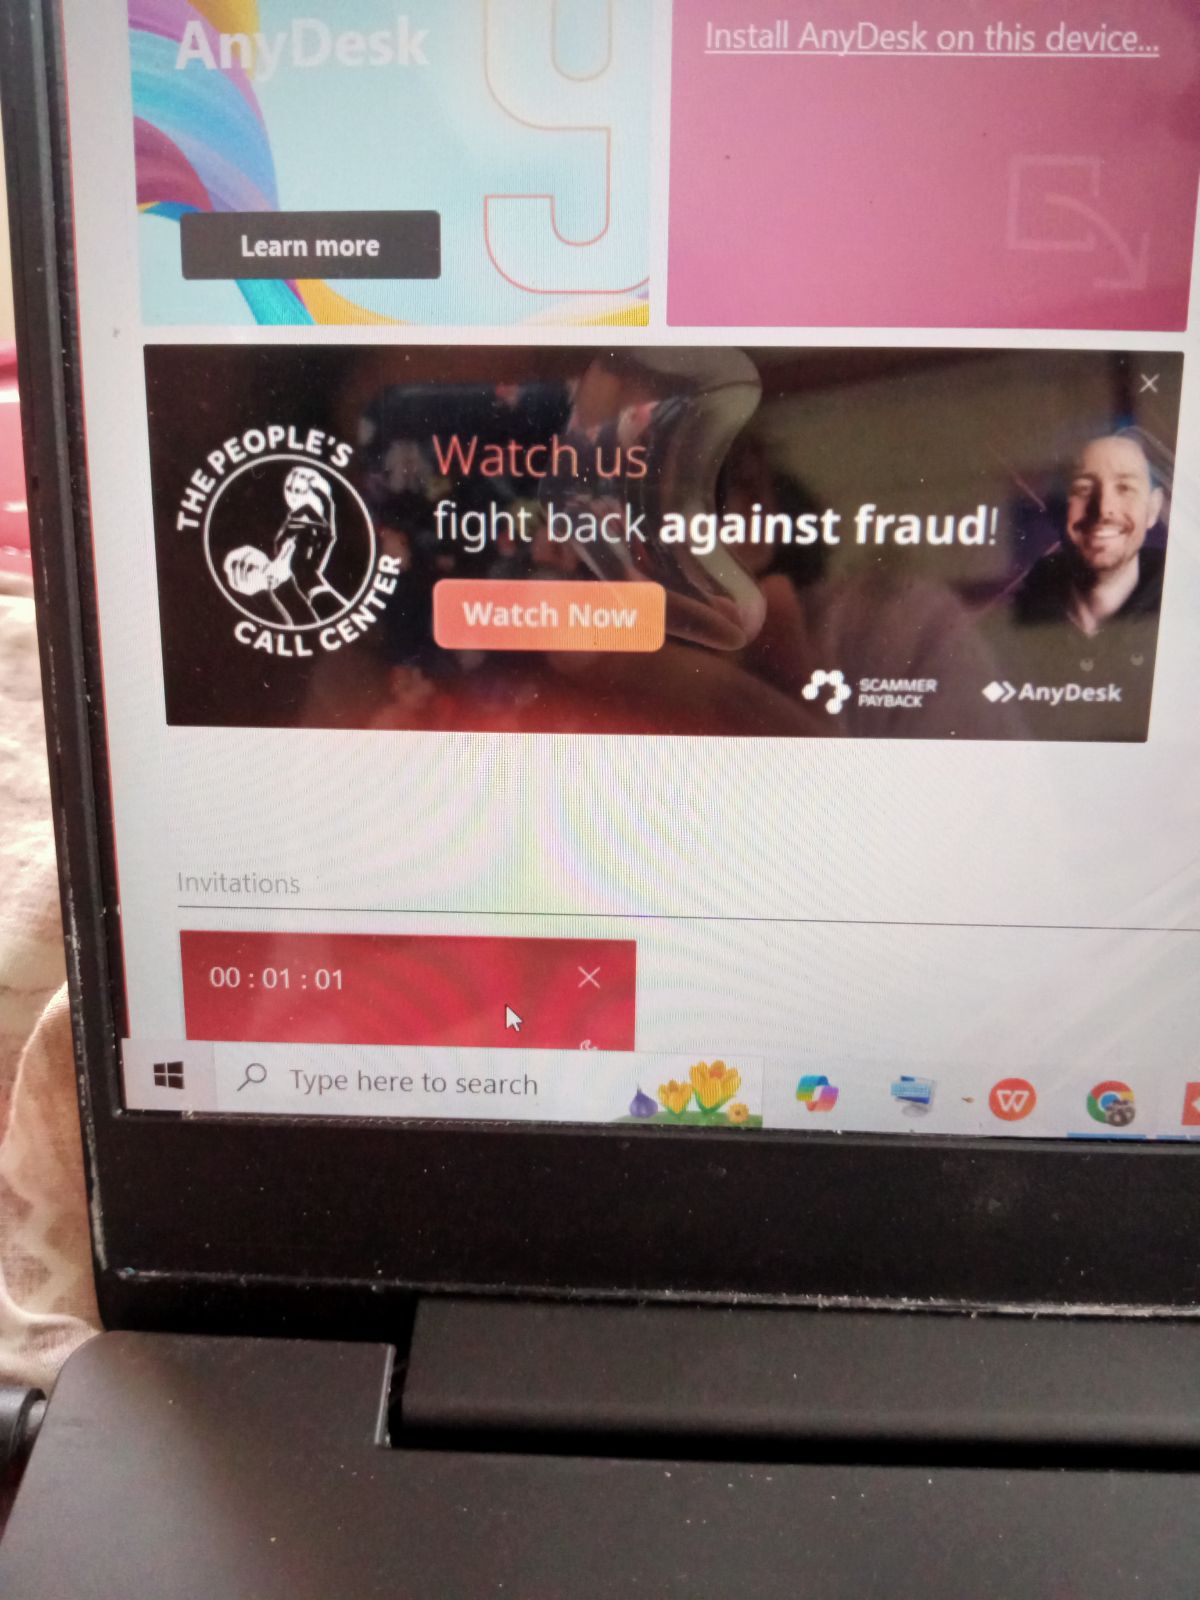 AnyDesk
9
Install AnyDesk on this device...
Learn more
THE PEOPLE'S
CALL CENTER
Watch us
fight back against fraud!
Watch Now
SCAMMER
PAYBACK
AnyDesk
Invitations
00 : 01 : 01
Type here to search